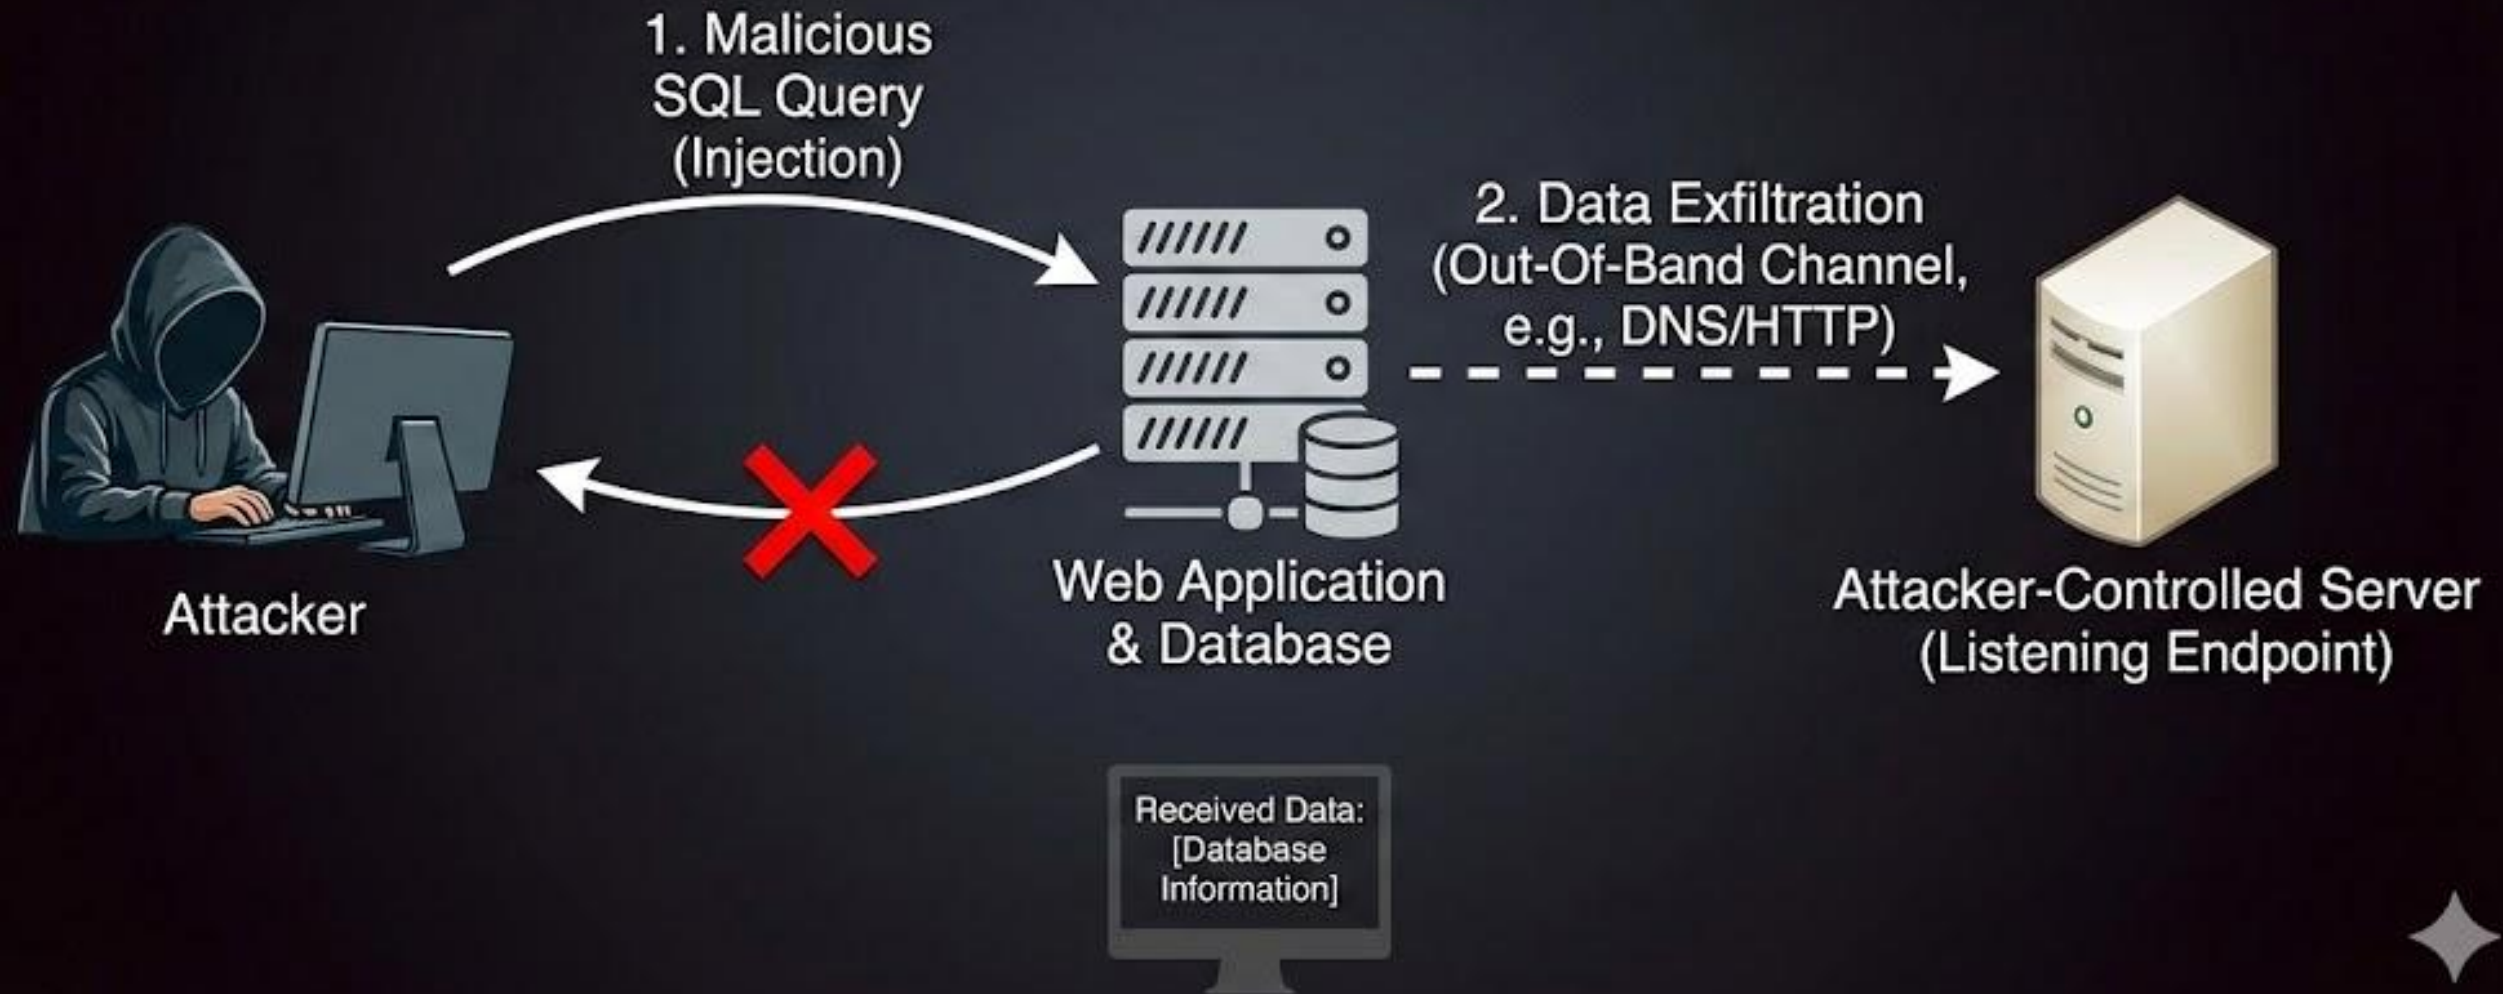 1. Malicious
SQL Query
(Injection)
2. Data Exfiltration
(Out-Of-Band Channel,
e.g., DNS/HTTP)
Attacker
Web Application
& Database
Attacker-Controlled Server
(Listening Endpoint)
Received Data:
[Database
Information]